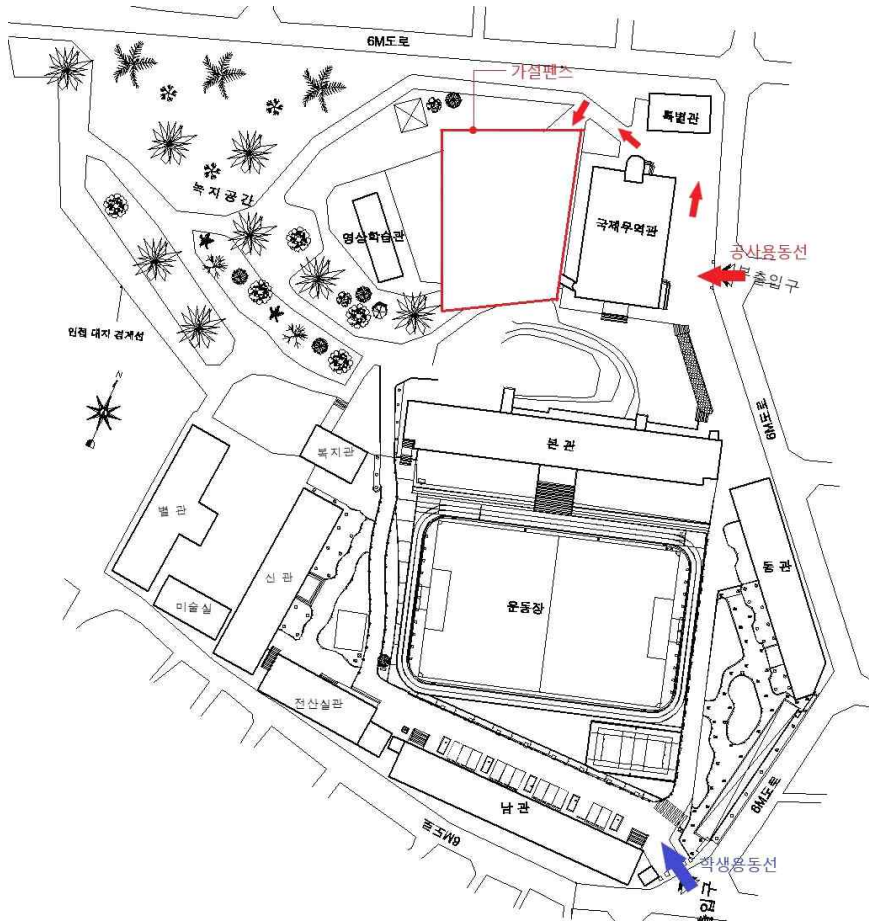 6M도로
가설펜스
특별관
녹지공간
국제무역관
영상학습관
공사용동선
부출입구
인접 대지 경계선
N
6M도로
본 관
복지관
별 관
동 관
신 관
운동장
미술실
전산실관
6M도로
남 관
6M도로
학생용동선
출입구